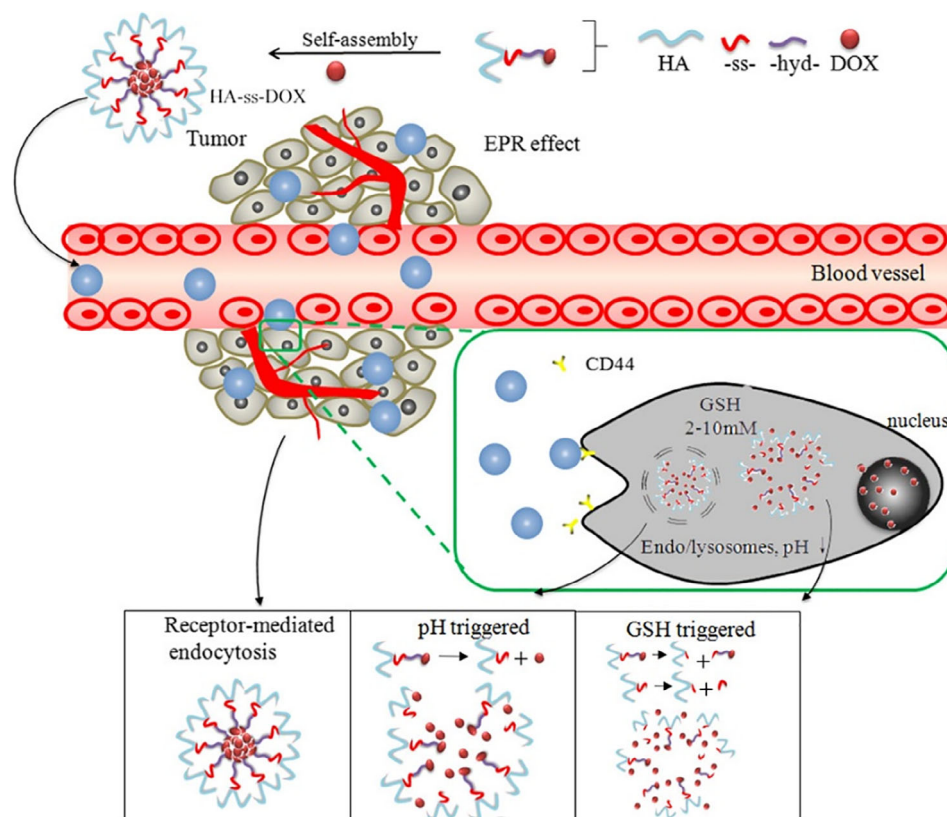 Self-assembly
HA -ss- -hyd- DOX
HA-ss-DOX
Tumor
EPR effect
Blood vessel
CD44
GSH
2-10mM
nucleus
Endo/lysosomes, pH ↓
Receptor-mediated
endocytosis
pH triggered
+
GSH triggered
+
+